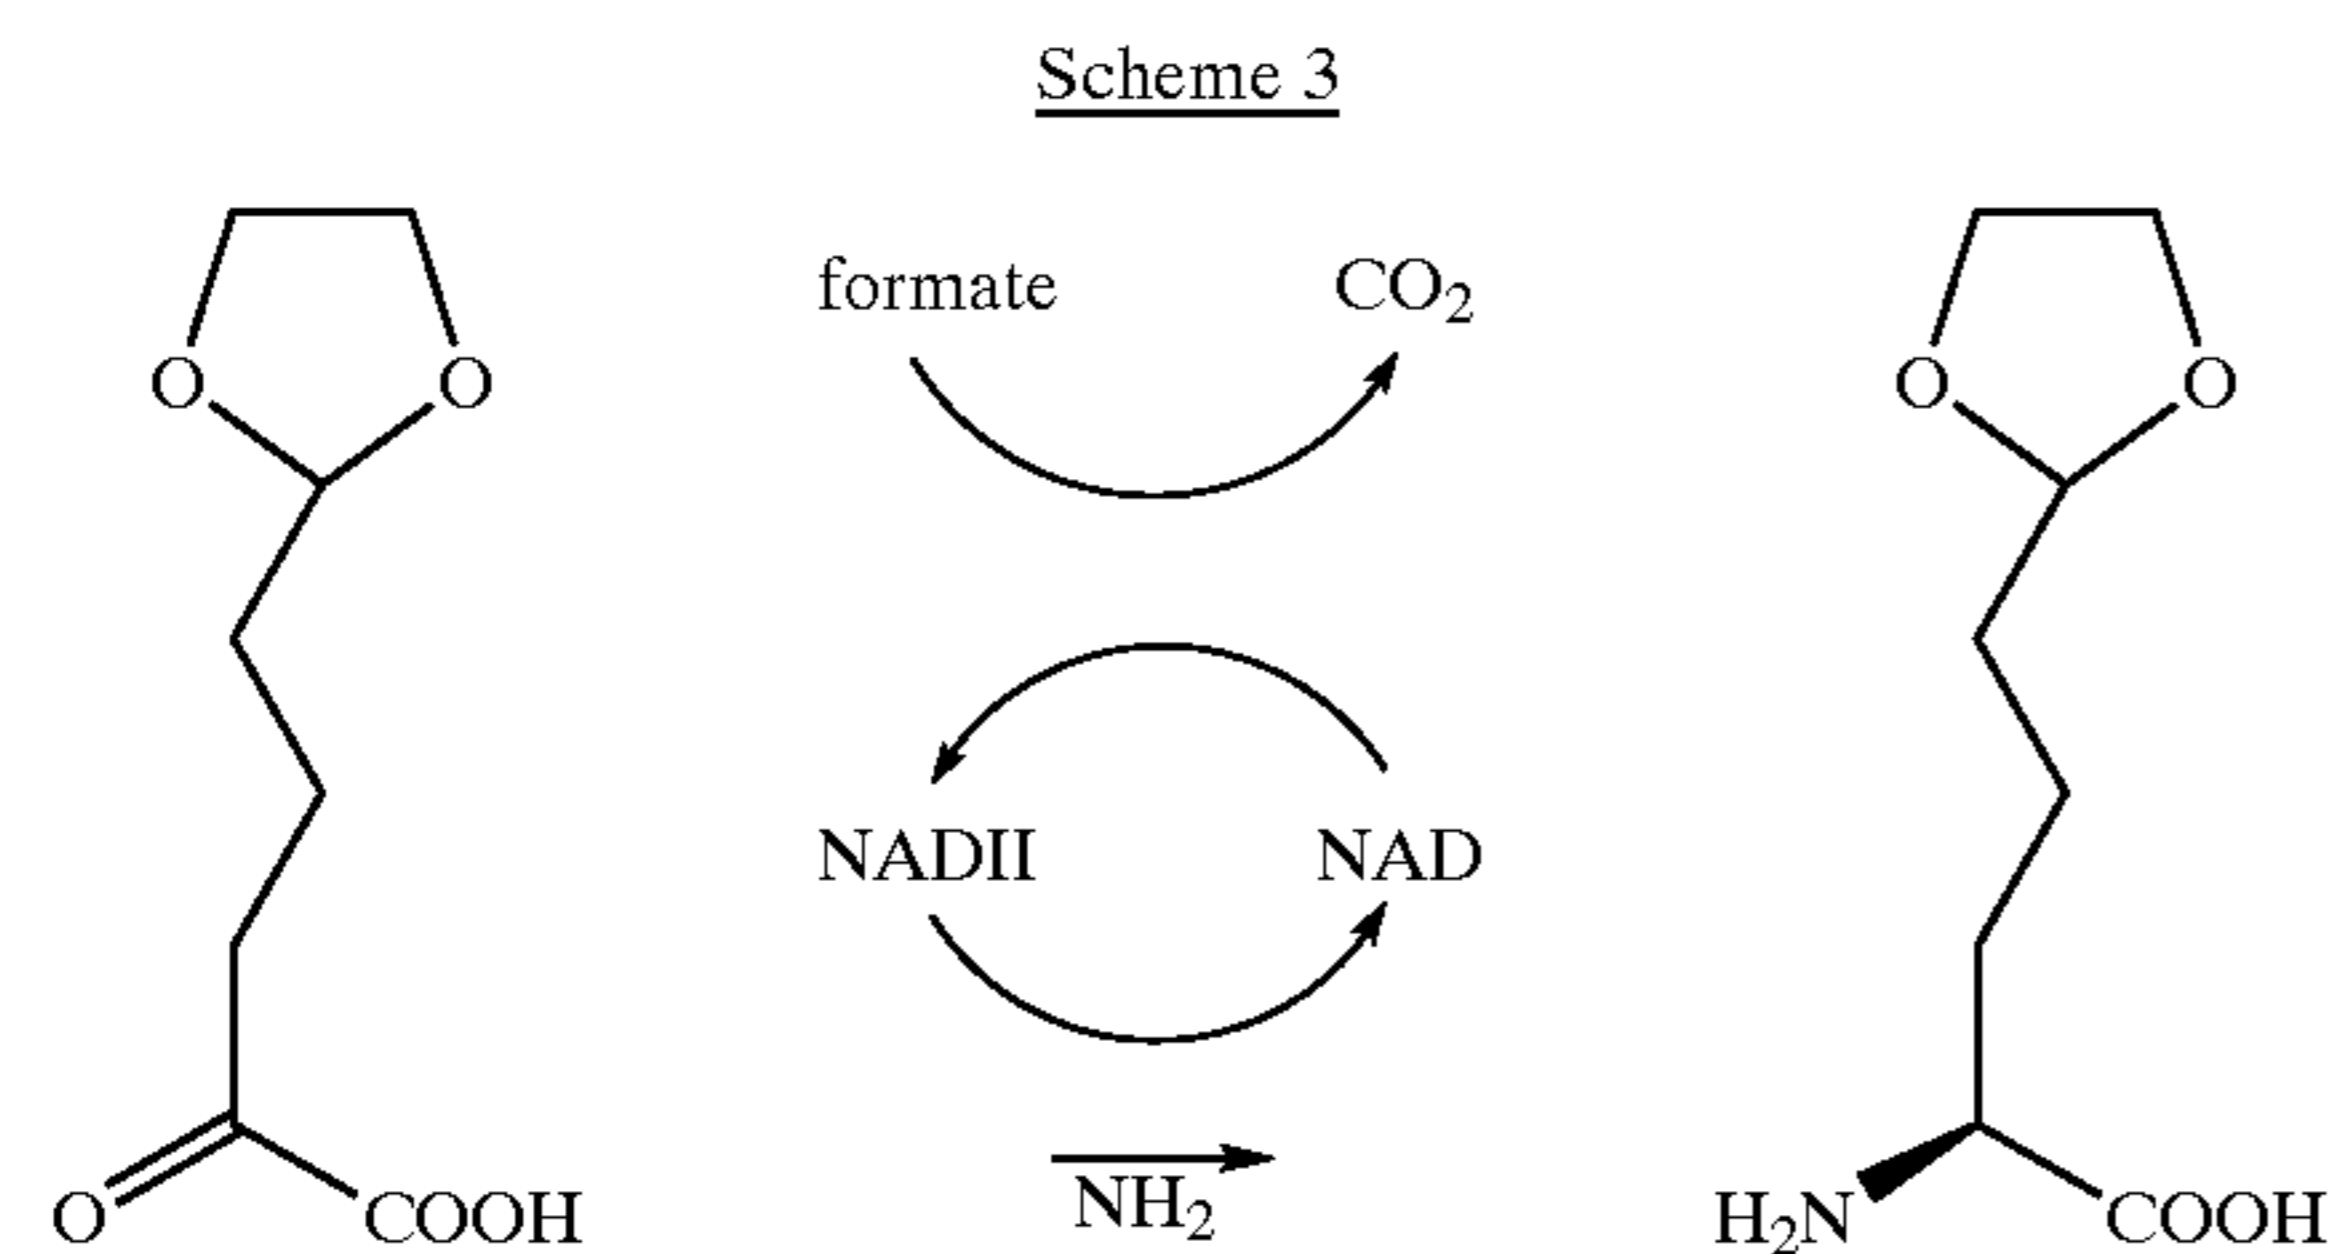 Scheme 3
formate CO2
O O O O
NADII NAD
NH2
O COOH H2N COOH